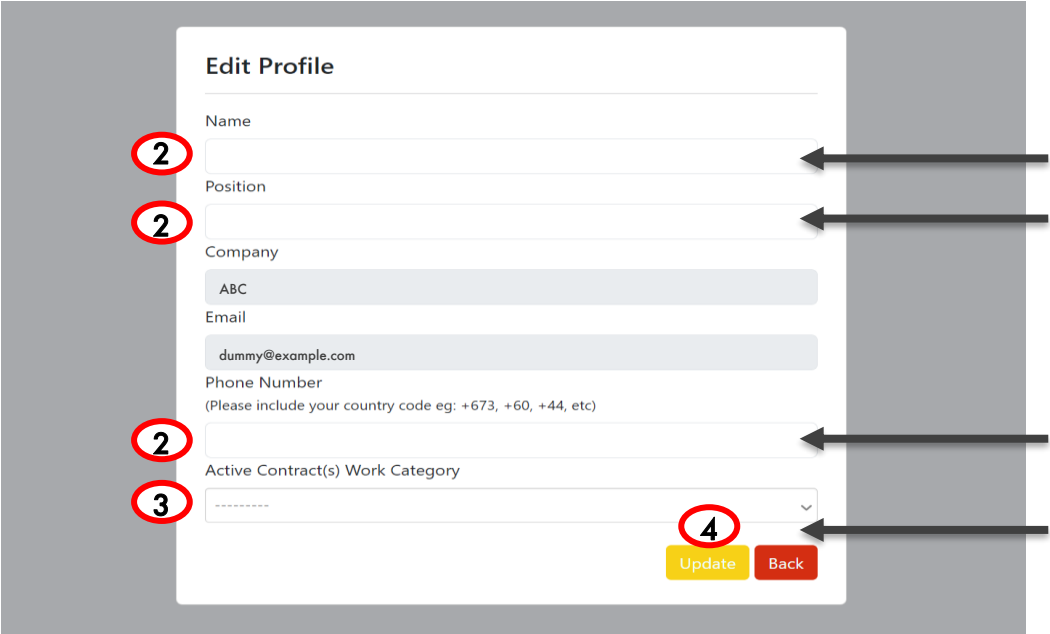 Edit Profile
Name
2
Position
2
Company
ABC
Email
dummy@example.com
Phone Number
(Please include your country code eg: +673, +60, +44, etc)
2
Active Contract(s) Work Category
3
---------
4
Update Back